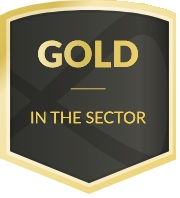 GOLD
IN THE SECTOR